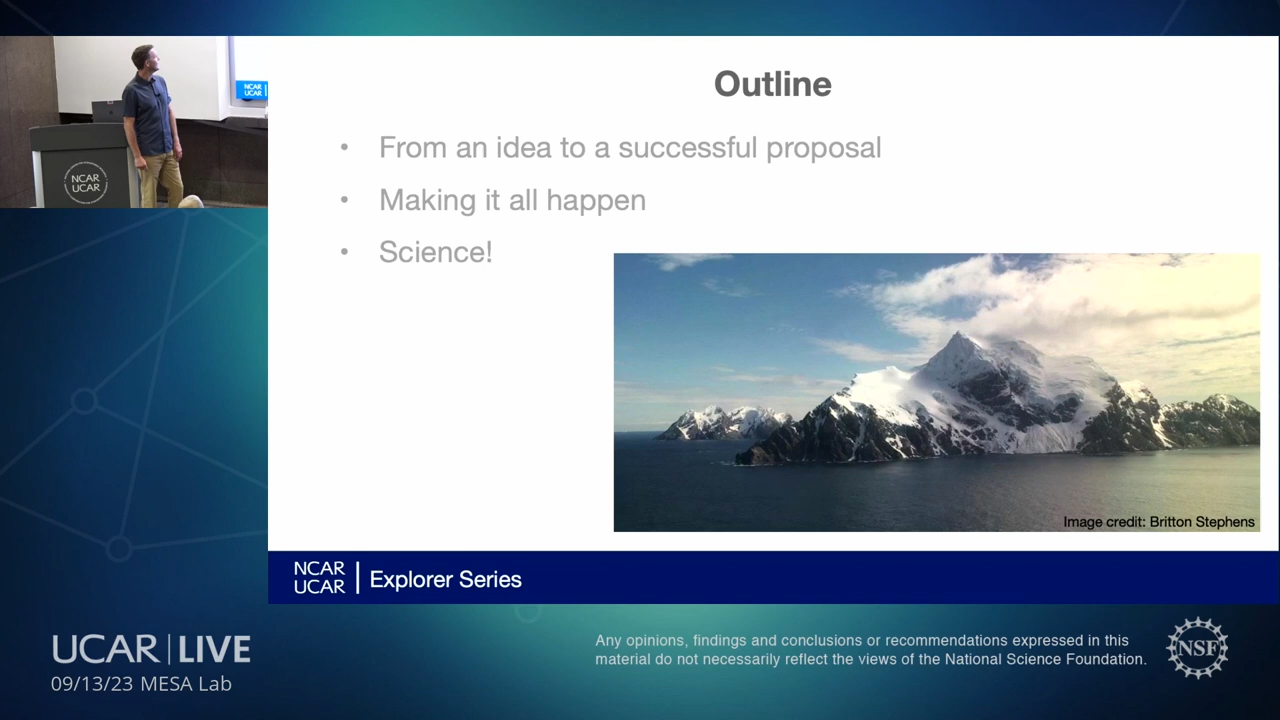 NCAR
UCAR
NCAR
UCAR
Outline
• From an idea to a successful proposal
• Making it all happen
• Science!
Image credit: Britton Stephens
NCAR
UCAR
Explorer Series
UCAR | LIVE
09/13/23 MESA Lab
Any opinions, findings and conclusions or recommendations expressed in this
material do not necessarily reflect the views of the National Science Foundation.
NSF